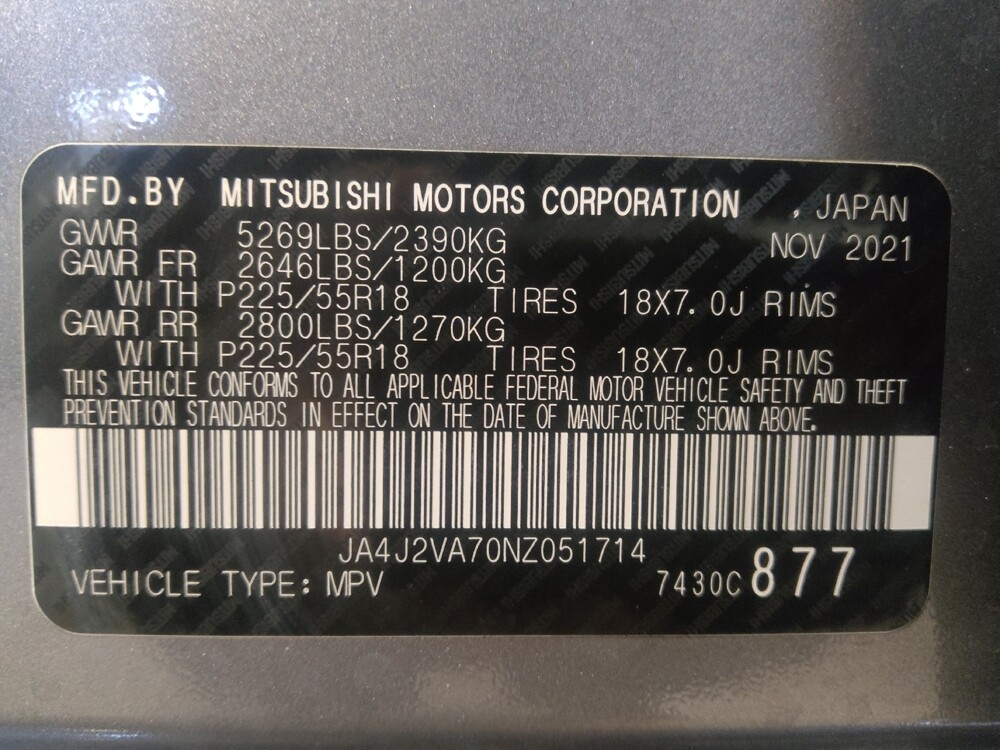 MFD.BY MITSUBISHI MOTORS CORPORATION , JAPAN
GVWR 5269LBS/2390KG NOV 2021
GAWR FR 2646LBS/1200KG
WITH P225/55R18 TIRES 18X7.0J RIMS
GAWR RR 2800LBS/1270KG
WITH P225/55R18 TIRES 18X7.0J RIMS
THIS VEHICLE CONFORMS TO ALL APPLICABLE FEDERAL MOTOR VEHICLE SAFETY AND THEFT
PREVENTION STANDARDS IN EFFECT ON THE DATE OF MANUFACTURE SHOWN ABOVE.
JA4J2VA70NZ051714
VEHICLE TYPE: MPV 7430C 877